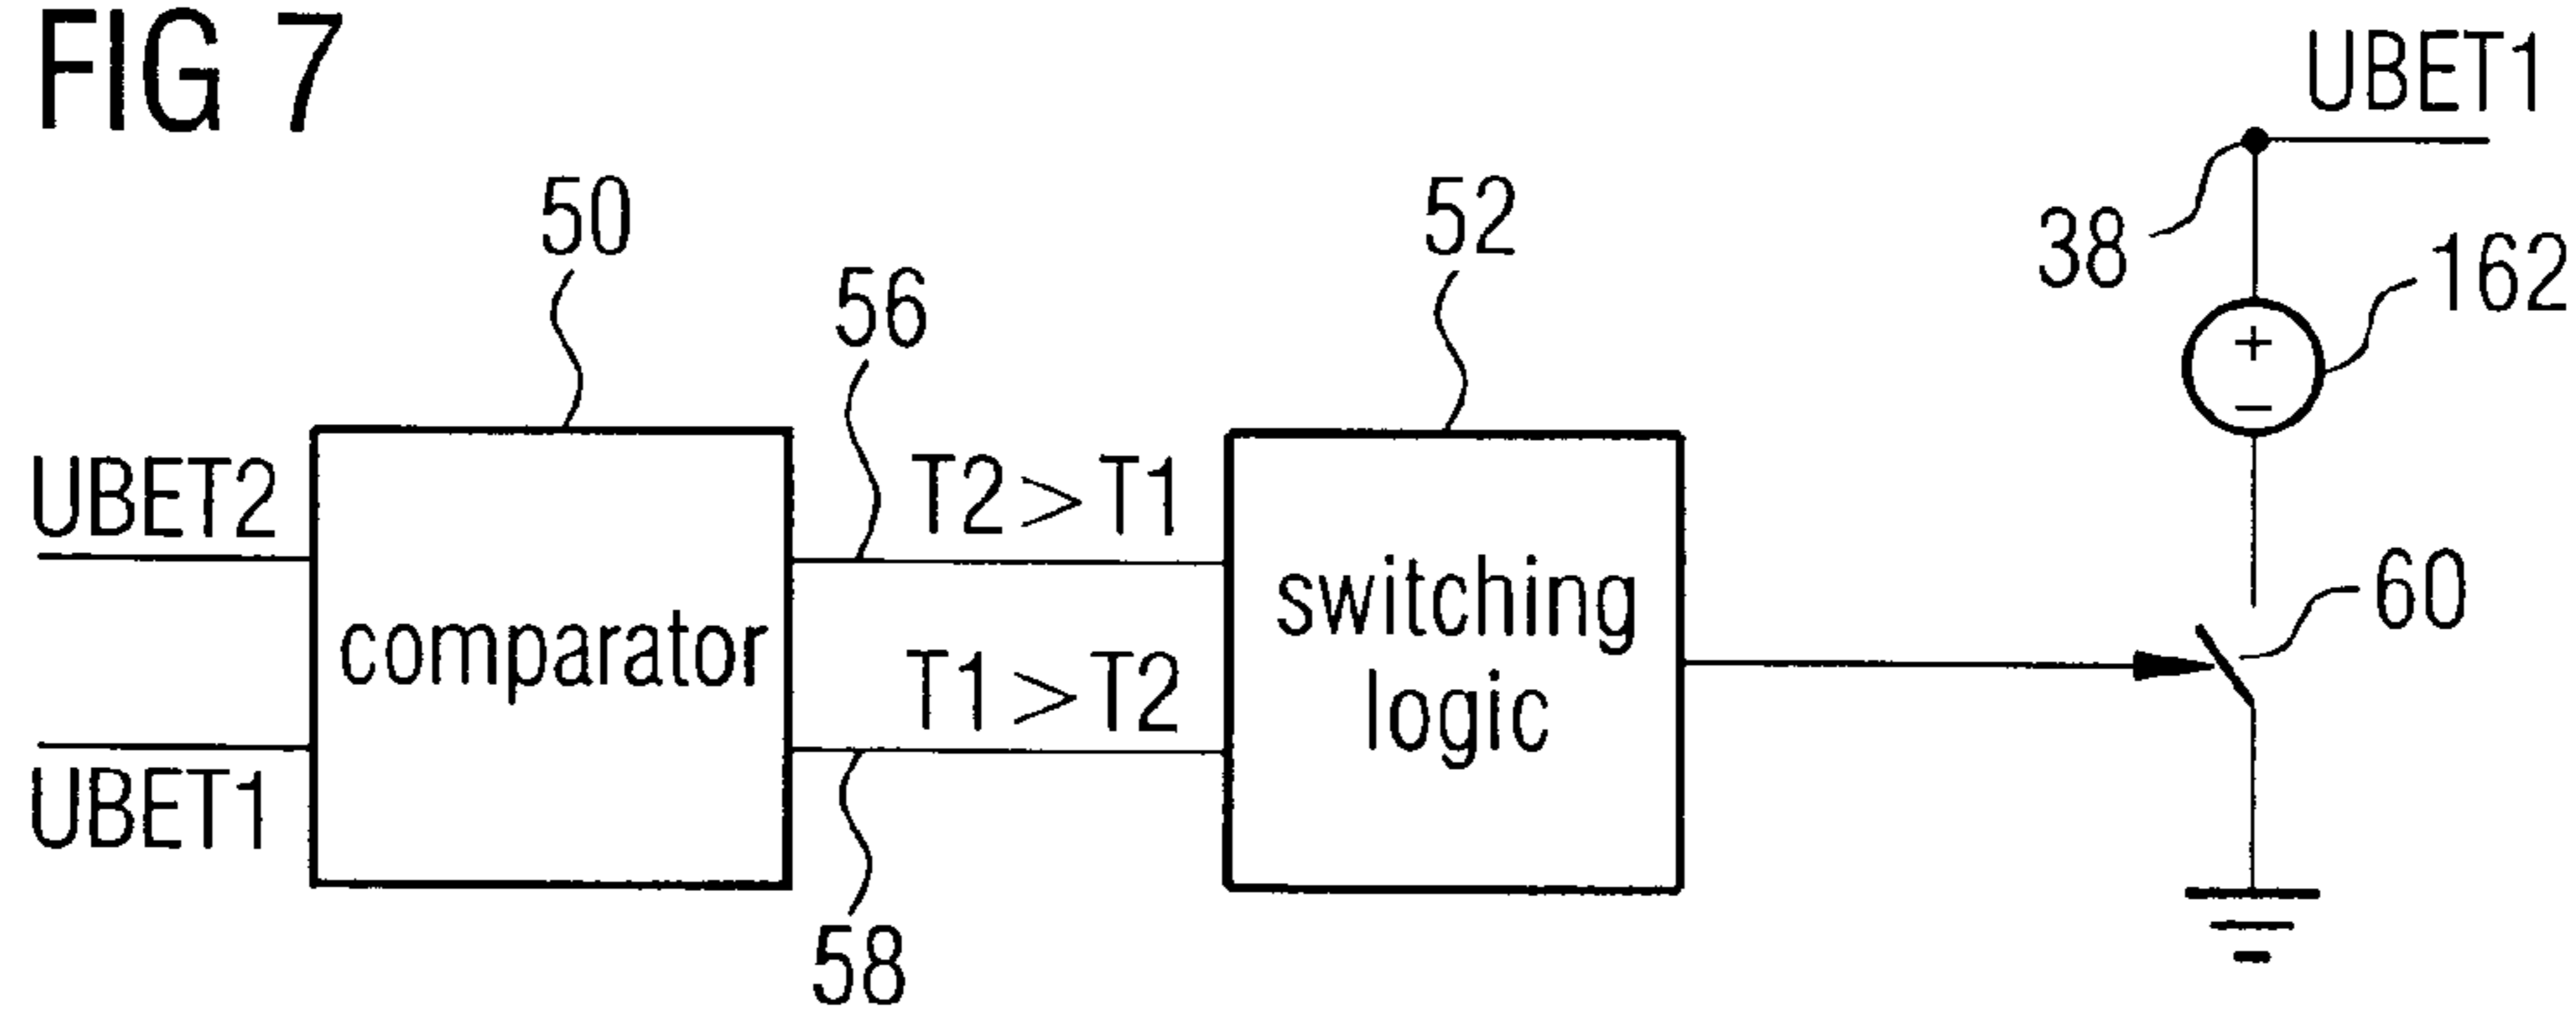 FIG 7
UBET1
38
162
50
52
56
UBET2
T2>T1
comparator
switching
logic
60
T1>T2
UBET1
58
+
−